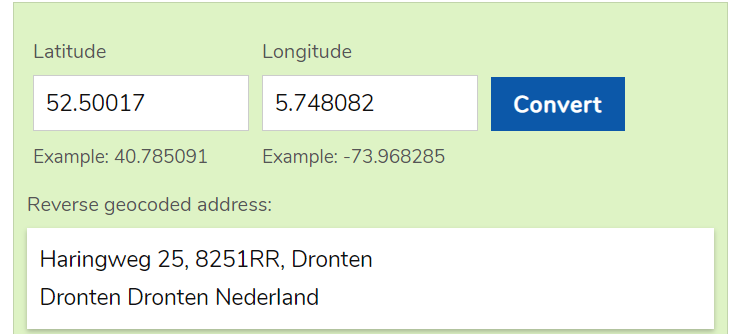 Latitude Longitude
52.50017 5.748082 Convert
Example: 40.785091 Example: -73.968285
Reverse geocoded address:
Haringweg 25, 8251RR, Dronten
Dronten Dronten Nederland